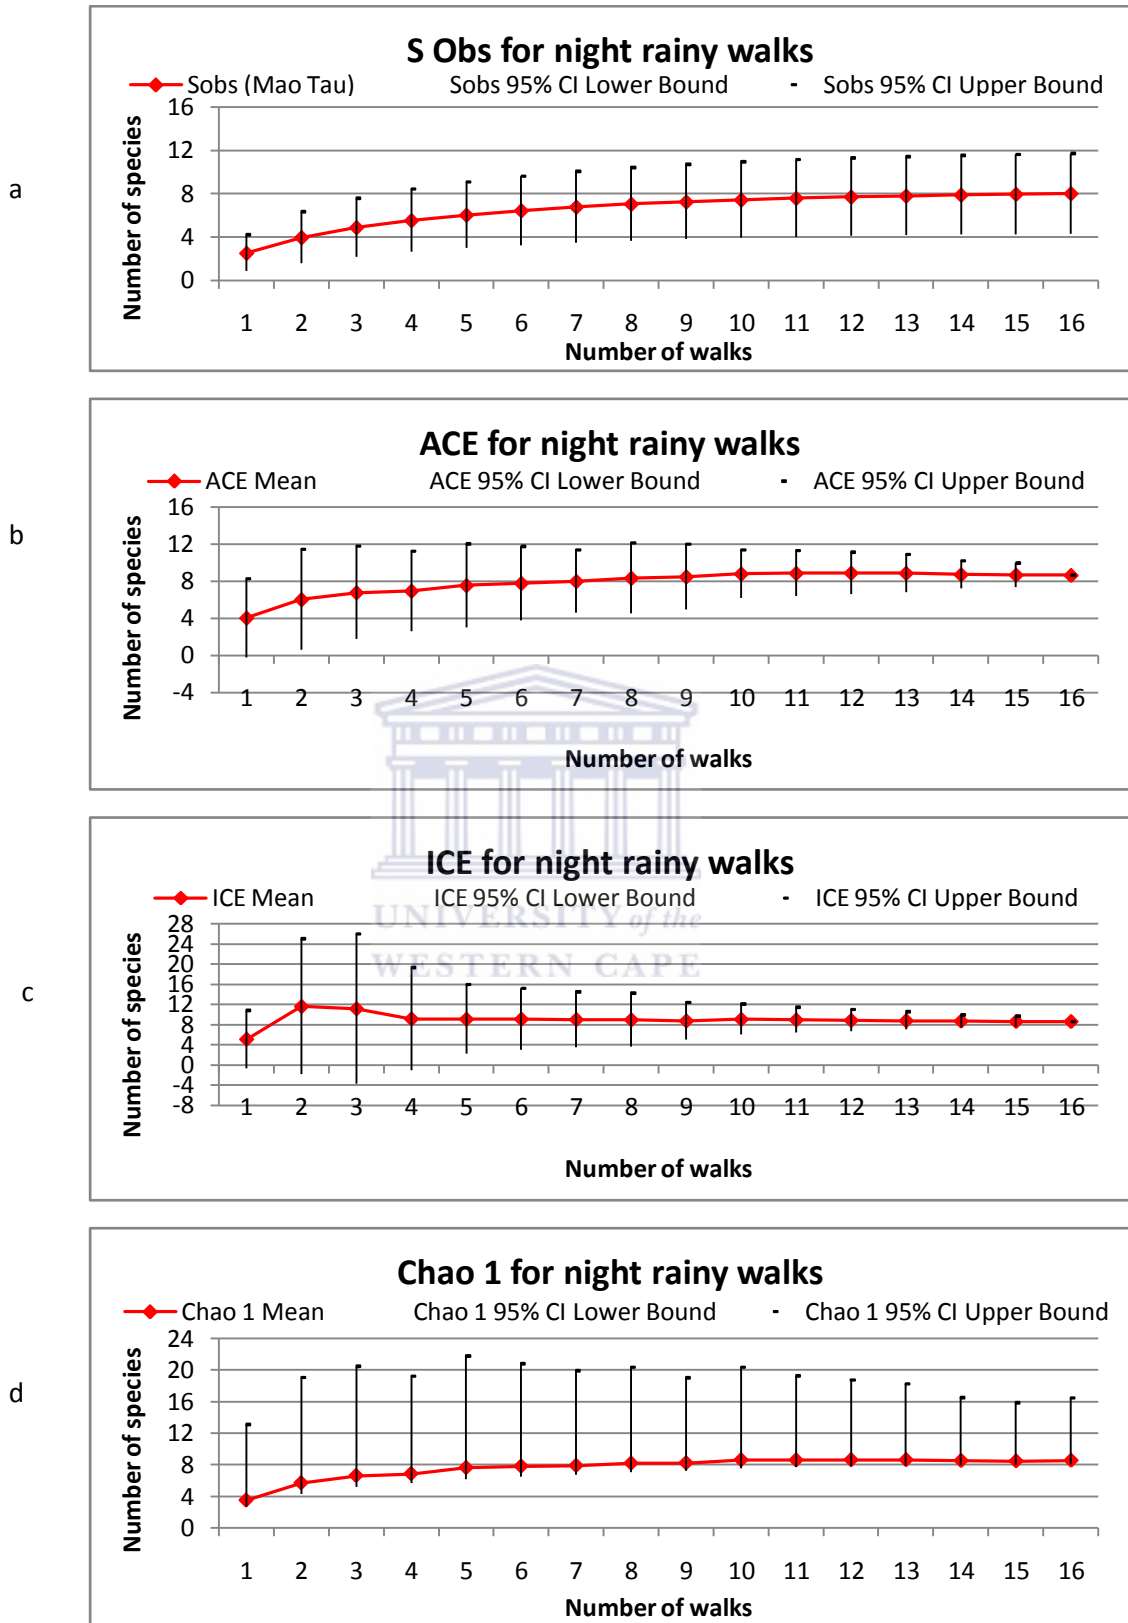 a
S Obs for night rainy walks
Sobs (Mao Tau) Sobs 95% CI Lower Bound - Sobs 95% CI Upper Bound
Number of species
16
12
8
4
0
1 2 3 4 5 6 7 8 9 10 11 12 13 14 15 16
Number of walks
b
ACE for night rainy walks
ACE Mean ACE 95% CI Lower Bound - ACE 95% CI Upper Bound
Number of species
16
12
8
4
0
-4
1 2 3 4 5 6 7 8 9 10 11 12 13 14 15 16
Number of walks
c
ICE for night rainy walks
ICE Mean ICE 95% CI Lower Bound - ICE 95% CI Upper Bound
UNIVERSITY of the
WESTERN CAPE
Number of species
28
24
20
16
12
8
4
0
-4
-8
1 2 3 4 5 6 7 8 9 10 11 12 13 14 15 16
Number of walks
d
Chao 1 for night rainy walks
Chao 1 Mean Chao 1 95% CI Lower Bound - Chao 1 95% CI Upper Bound
Number of species
24
20
16
12
8
4
0
1 2 3 4 5 6 7 8 9 10 11 12 13 14 15 16
Number of walks